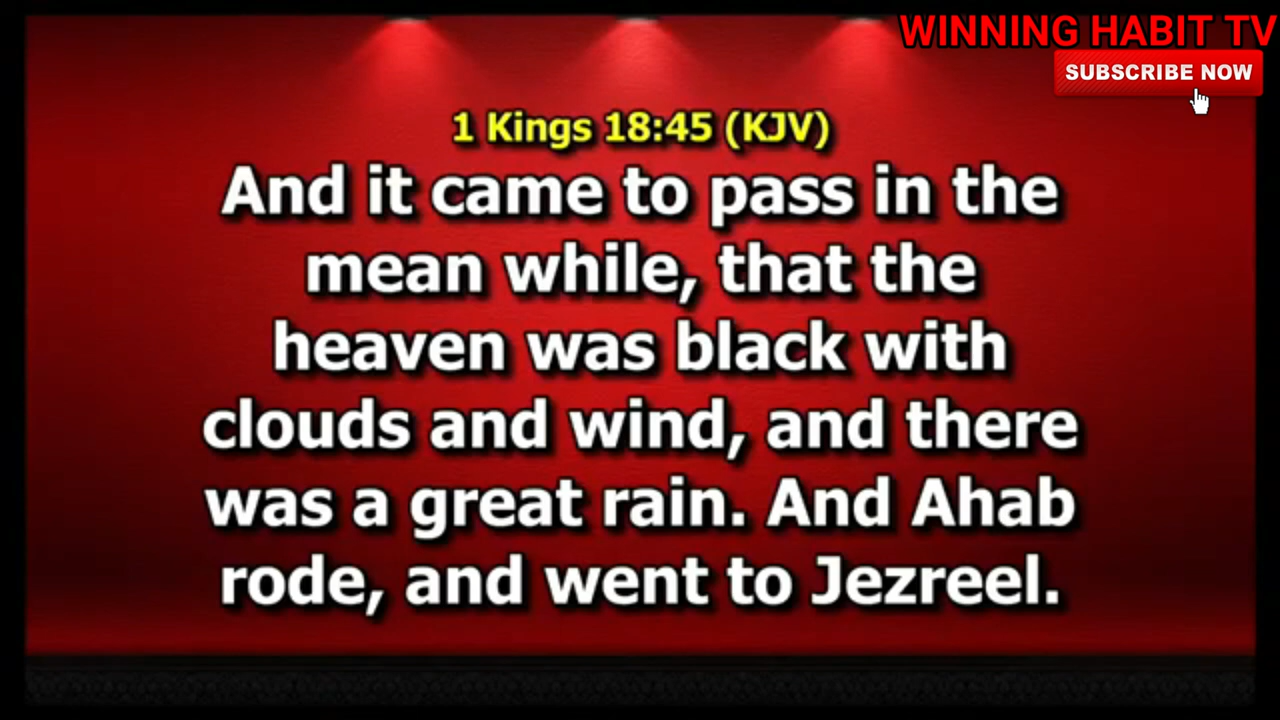 WINNING HABIT TV
SUBSCRIBE NOW
1 Kings 18:45 (KJV)
And it came to pass in the
mean while, that the
heaven was black with
clouds and wind, and there
was a great rain. And Ahab
rode, and went to Jezreel.